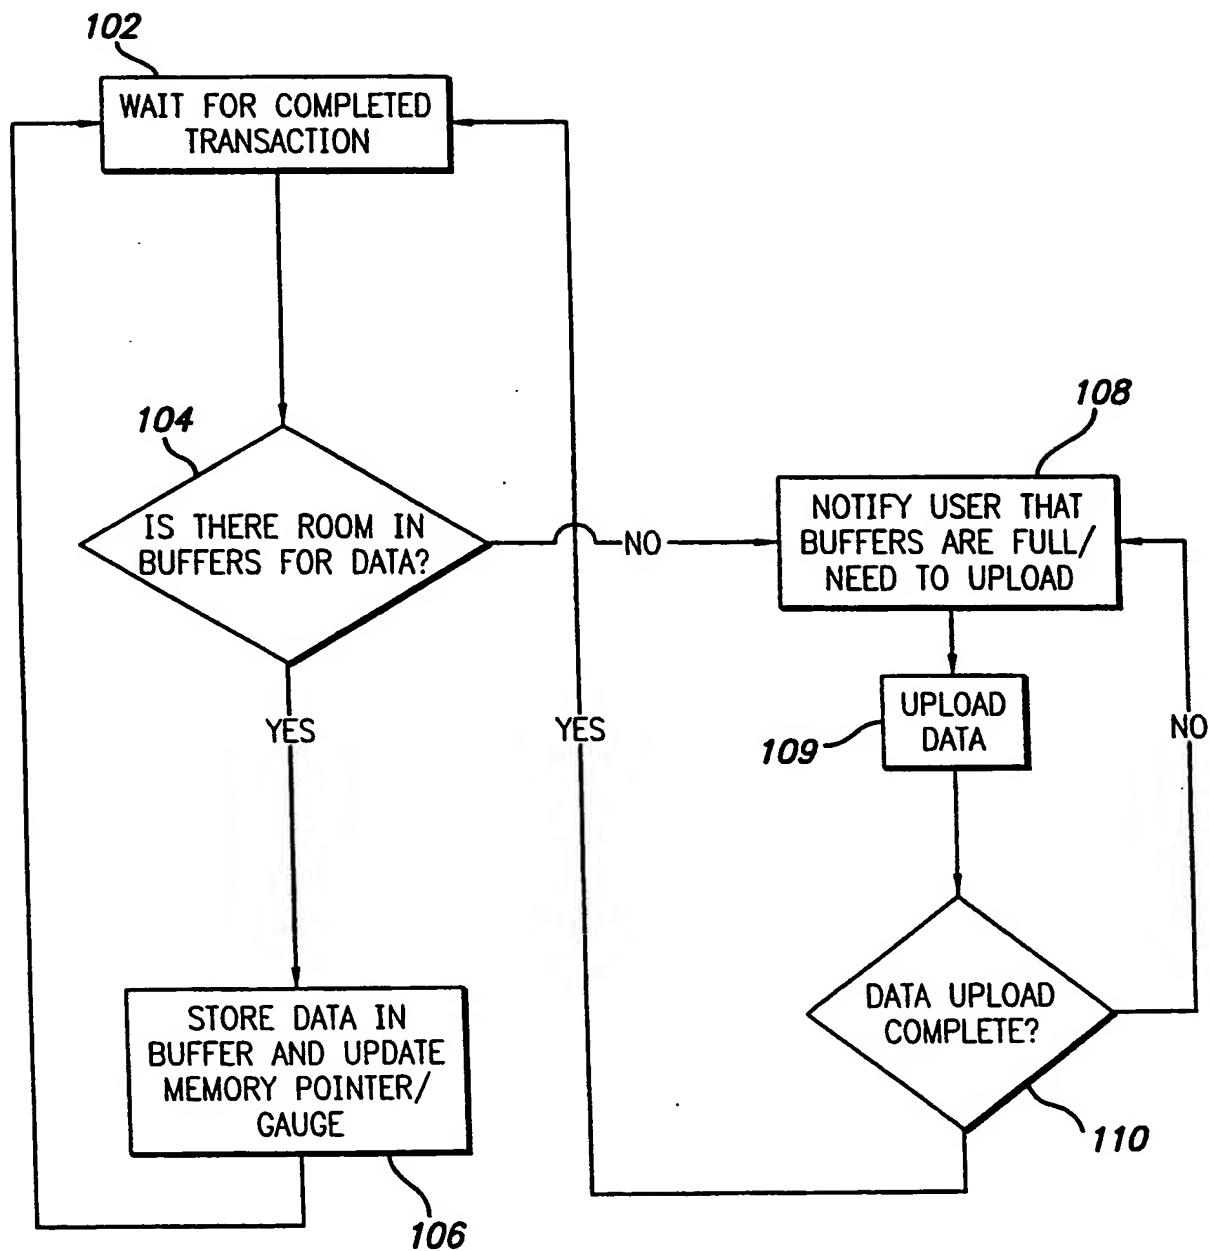 102
WAIT FOR COMPLETED
TRANSACTION
104
IS THERE ROOM IN
BUFFERS FOR DATA?
NO
108
NOTIFY USER THAT
BUFFERS ARE FULL/
NEED TO UPLOAD
YES
YES
UPLOAD
DATA
109
NO
STORE DATA IN
BUFFER AND UPDATE
MEMORY POINTER/
GAUGE
106
DATA UPLOAD
COMPLETE?
110